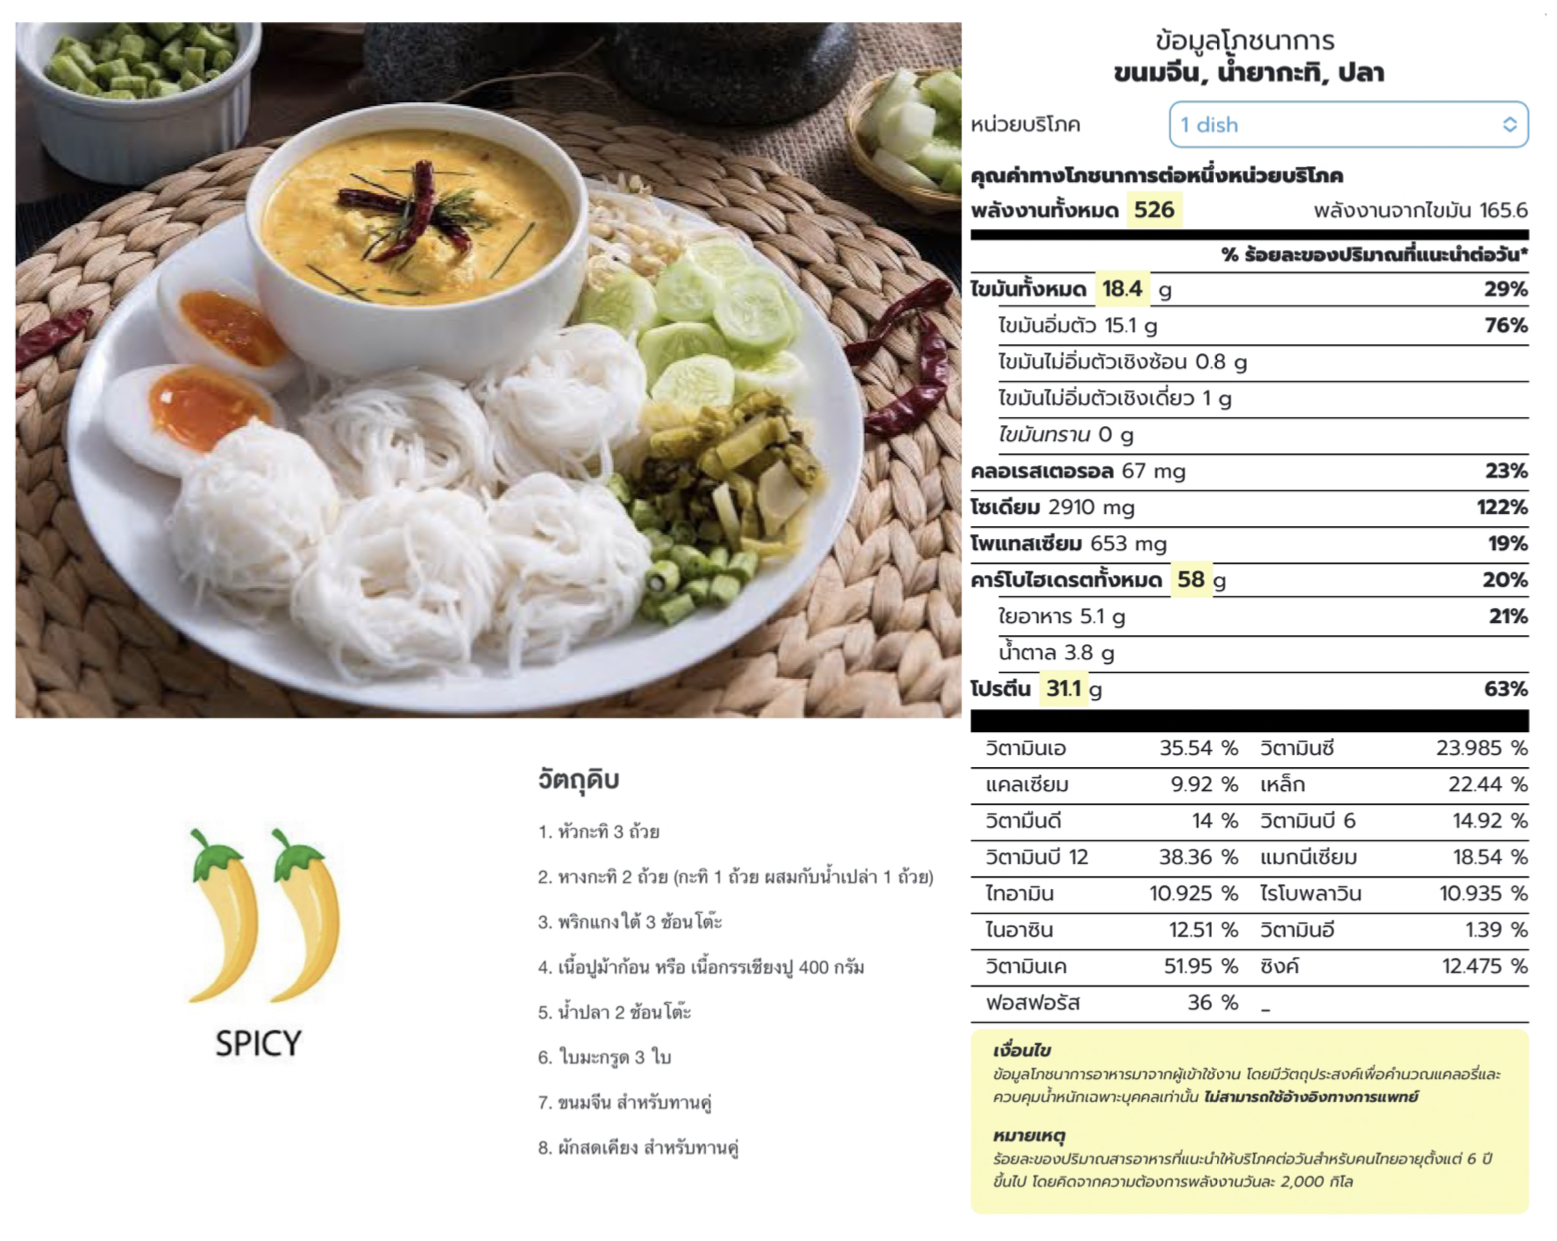 ข้อมูลโภชนาการ
ขนมจีน, น้ำยากะทิ, ปลา
หน่วยบริโภค 1 dish
คุณค่าทางโภชนาการต่อหนึ่งหน่วยบริโภค
พลังงานทั้งหมด 526 พลังงานจากไขมัน 165.6
% ร้อยละของปริมาณที่แนะนำต่อวัน*
ไขมันทั้งหมด 18.4 g 29%
ไขมันอิ่มตัว 15.1 g 76%
ไขมันไม่อิ่มตัวเชิงซ้อน 0.8 g
ไขมันไม่อิ่มตัวเชิงเดี่ยว 1 g
ไขมันทราน 0 g
คลอเรสเตอรอล 67 mg 23%
โซเดียม 2910 mg 122%
โพแทสเซียม 653 mg 19%
คาร์โบไฮเดรตทั้งหมด 58 g 20%
ใยอาหาร 5.1 g 21%
น้ำตาล 3.8 g
โปรตีน 31.1 g 63%
วิตามินเอ 35.54 % วิตามินซี 23.985 %
แคลเซียม 9.92 % เหล็ก 22.44 %
วิตามืนดี 14 % วิตามินบี 6 14.92 %
วิตามินบี 12 38.36 % แมกนีเซียม 18.54 %
ไทอามิน 10.925 % ไรโบพลาวิน 10.935 %
ไนอาซิน 12.51 % วิตามินอี 1.39 %
วิตามินเค 51.95 % ซิงค์ 12.475 %
ฟอสฟอรัส 36 % _
เงื่อนไข
ข้อมูลโภชนาการอาหารมาจากผู้เข้าใช้งาน โดยมีวัตถุประสงค์เพื่อคำนวณแคลอรี่และ
ควบคุมน้ำหนักเฉพาะบุคคลเท่านั้น ไม่สามารถใช้อ้างอิงทางการแพทย์
หมายเหตุ
ร้อยละของปริมาณสารอาหารที่แนะนำให้บริโภคต่อวันสำหรับคนไทยอายุตั้งแต่ 6 ปี
ขึ้นไป โดยคิดจากความต้องการพลังงานวันละ 2,000 กิโล
วัตถุดิบ
1. หัวกะทิ 3 ถ้วย
2. หางกะทิ 2 ถ้วย (กะทิ 1 ถ้วย ผสมกับน้ำเปล่า 1 ถ้วย)
3. พริกแกงใต้ 3 ช้อนโต๊ะ
4. เนื้อปูม้าก้อน หรือ เนื้อกรรเชียงปู 400 กรัม
5. น้ำปลา 2 ช้อนโต๊ะ
6. ใบมะกรูด 3 ใบ
7. ขนมจีน สำหรับทานคู่
8. ผักสดเคียง สำหรับทานคู่
SPICY